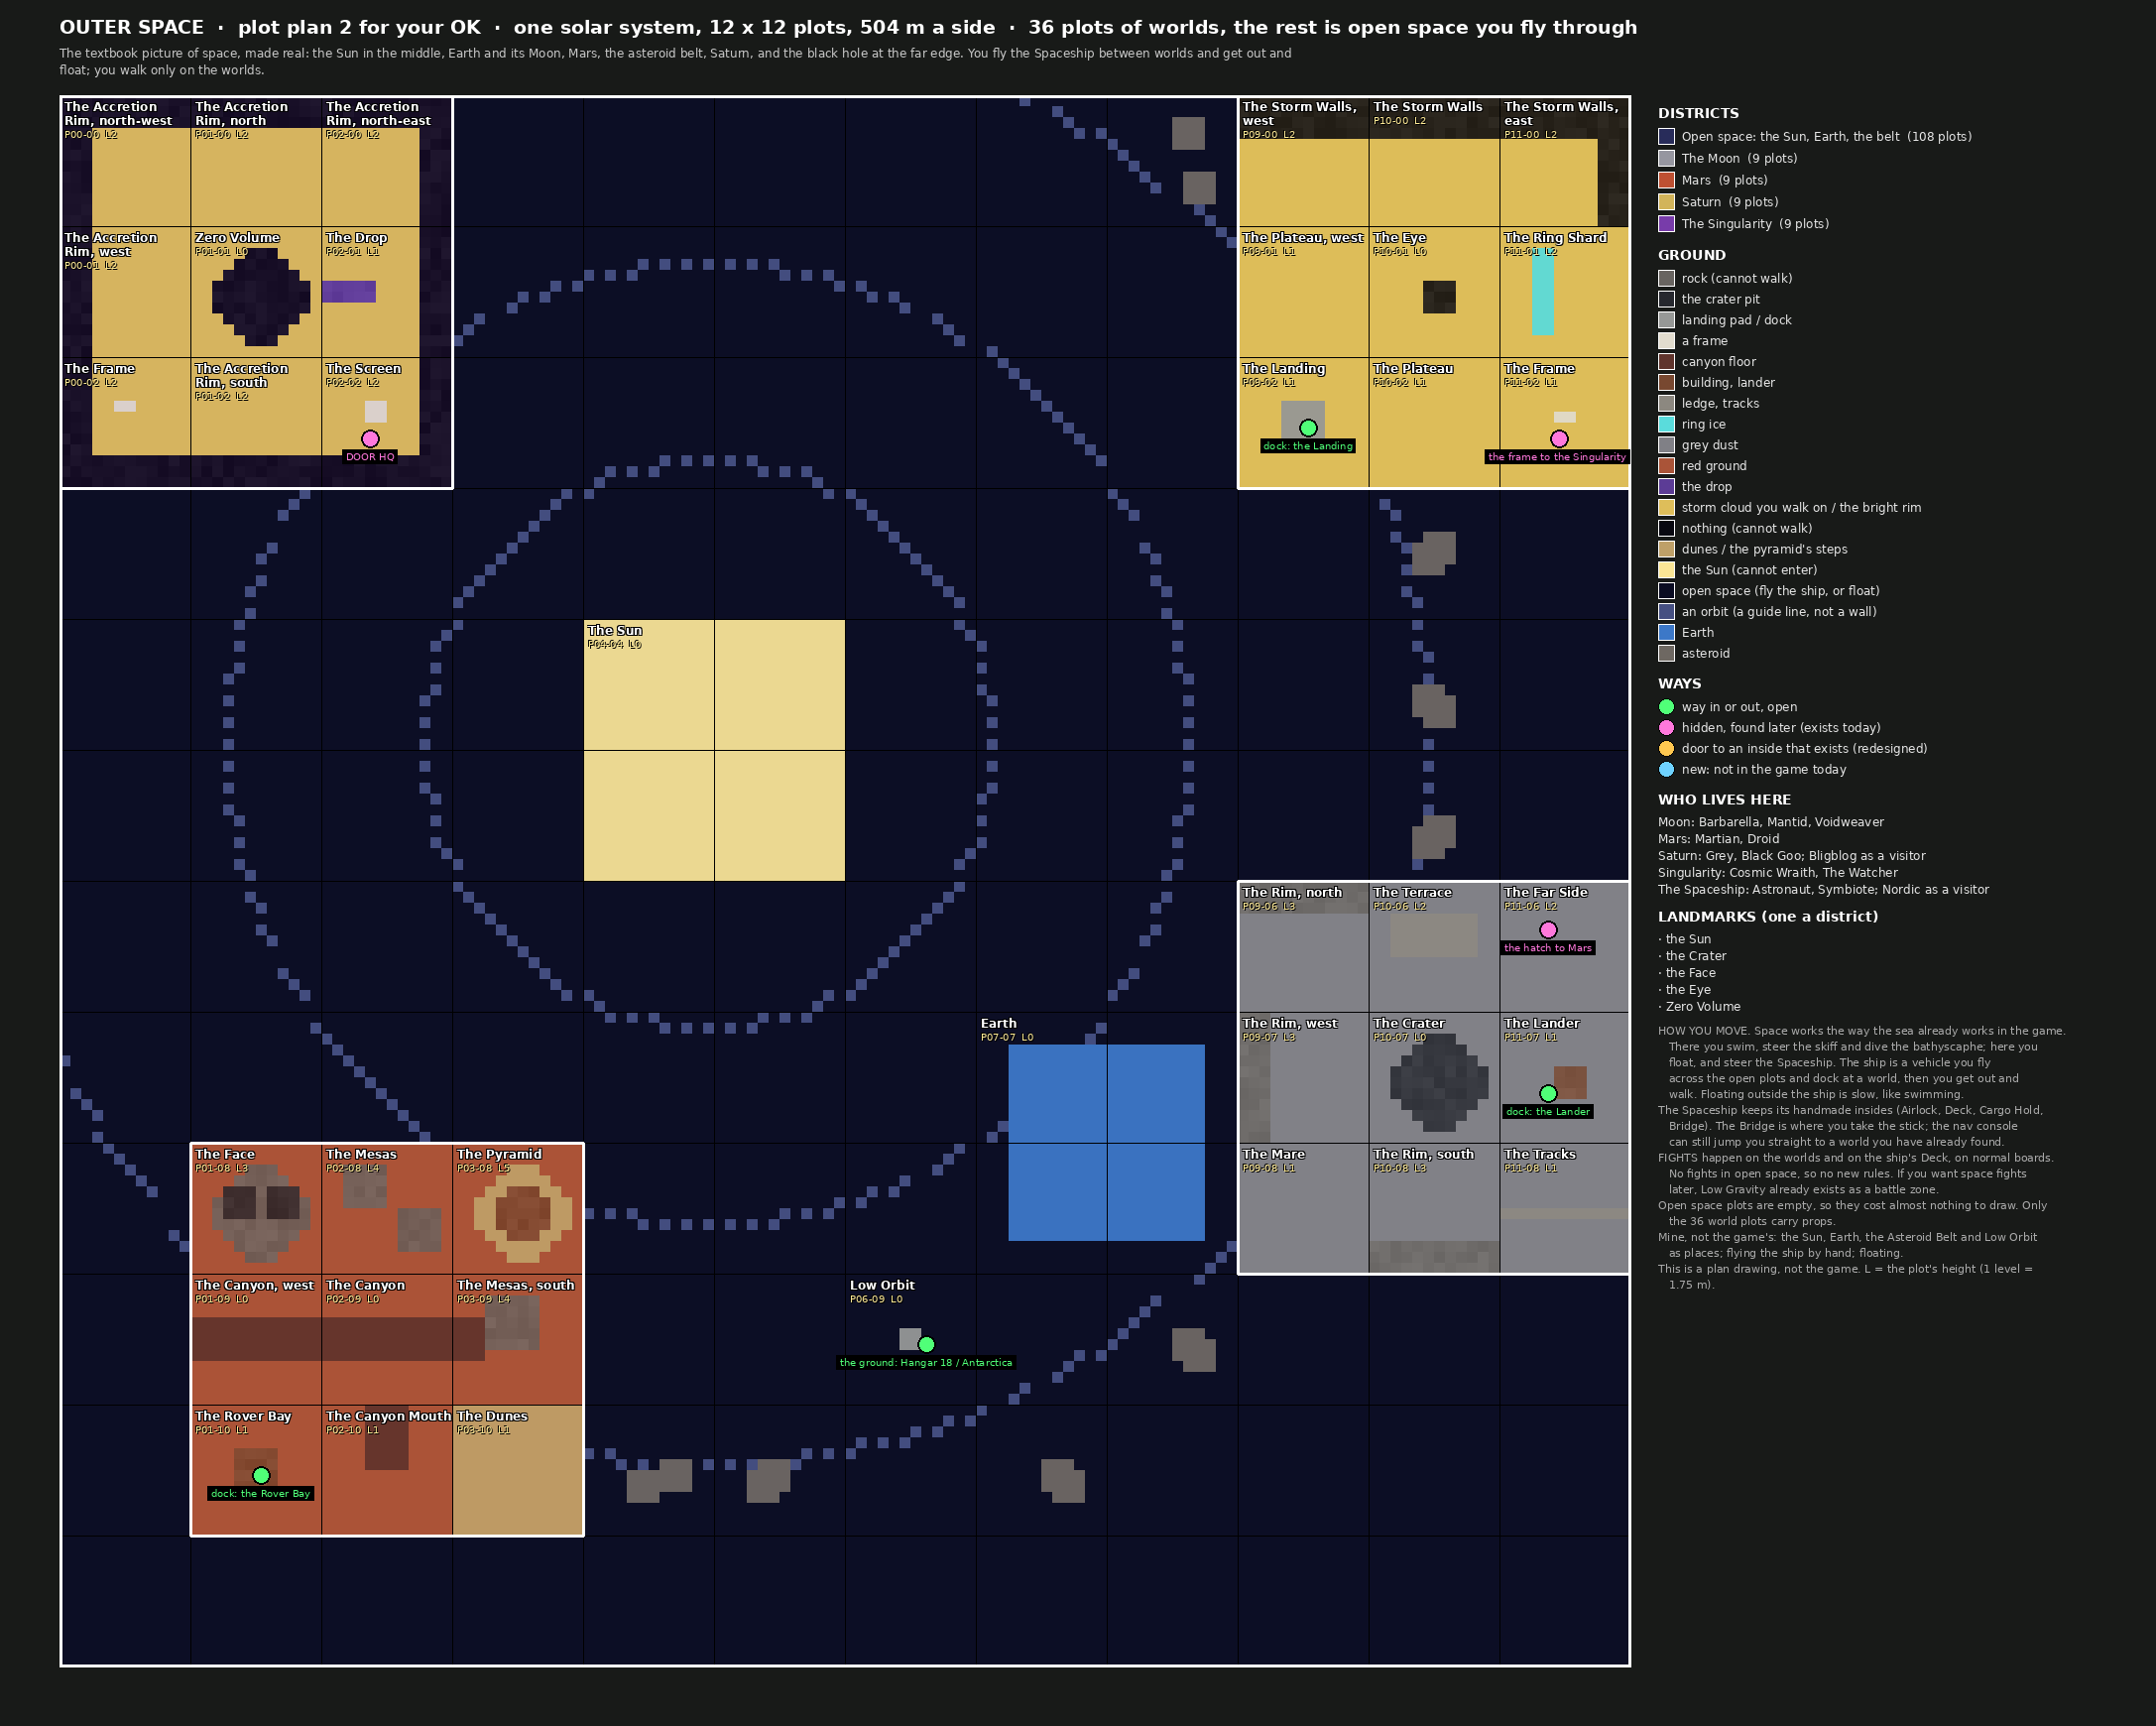 OUTER SPACE · plot plan 2 for your OK · one solar system, 12 x 12 plots, 504 m a side · 36 plots of worlds, the rest is open space you fly through
The textbook picture of space, made real: the Sun in the middle, Earth and its Moon, Mars, the asteroid belt, Saturn, and the black hole at the far edge. You fly the Spaceship between worlds and get out and
float; you walk only on the worlds.
The Accretion
Rim, north-west
P00-00 L2
The Accretion
Rim, north
P01-00 L2
The Accretion
Rim, north-east
P02-00 L2
The Storm Walls,
west
P09-00 L2
The Storm Walls
P10-00 L2
The Storm Walls,
east
P11-00 L2
The Accretion
Rim, west
P00-01 L2
Zero Volume
P01-01 L0
The Drop
P02-01 L1
The Plateau, west
P09-01 L1
The Eye
P10-01 L0
The Ring Shard
P11-01 L2
The Frame
P00-02 L2
The Accretion
Rim, south
P01-02 L2
The Screen
P02-02 L2
DOOR HQ
The Landing
P09-02 L1
dock: the Landing
The Plateau
P10-02 L1
The Frame
P11-02 L1
the frame to the Singularity
The Sun
P04-04 L0
The Rim, north
P09-06 L3
The Terrace
P10-06 L2
The Far Side
P11-06 L2
the hatch to Mars
Earth
P07-07 L0
The Rim, west
P09-07 L3
The Crater
P10-07 L0
The Lander
P11-07 L1
dock: the Lander
The Face
P01-08 L3
The Mesas
P02-08 L4
The Pyramid
P03-08 L5
The Mare
P09-08 L1
The Rim, south
P10-08 L3
The Tracks
P11-08 L1
The Canyon, west
P01-09 L0
The Canyon
P02-09 L0
The Mesas, south
P03-09 L4
Low Orbit
P06-09 L0
the ground: Hangar 18 / Antarctica
The Rover Bay
P01-10 L1
dock: the Rover Bay
The Canyon Mouth
P02-10 L1
The Dunes
P03-10 L1
DISTRICTS
Open space: the Sun, Earth, the belt (108 plots)
The Moon (9 plots)
Mars (9 plots)
Saturn (9 plots)
The Singularity (9 plots)
GROUND
rock (cannot walk)
the crater pit
landing pad / dock
a frame
canyon floor
building, lander
ledge, tracks
ring ice
grey dust
red ground
the drop
storm cloud you walk on / the bright rim
nothing (cannot walk)
dunes / the pyramid's steps
the Sun (cannot enter)
open space (fly the ship, or float)
an orbit (a guide line, not a wall)
Earth
asteroid
WAYS
way in or out, open
hidden, found later (exists today)
door to an inside that exists (redesigned)
new: not in the game today
WHO LIVES HERE
Moon: Barbarella, Mantid, Voidweaver
Mars: Martian, Droid
Saturn: Grey, Black Goo; Bligblog as a visitor
Singularity: Cosmic Wraith, The Watcher
The Spaceship: Astronaut, Symbiote; Nordic as a visitor
LANDMARKS (one a district)
· the Sun
· the Crater
· the Face
· the Eye
· Zero Volume
HOW YOU MOVE. Space works the way the sea already works in the game.
There you swim, steer the skiff and dive the bathyscaphe; here you
float, and steer the Spaceship. The ship is a vehicle you fly
across the open plots and dock at a world, then you get out and
walk. Floating outside the ship is slow, like swimming.
The Spaceship keeps its handmade insides (Airlock, Deck, Cargo Hold,
Bridge). The Bridge is where you take the stick; the nav console
can still jump you straight to a world you have already found.
FIGHTS happen on the worlds and on the ship's Deck, on normal boards.
No fights in open space, so no new rules. If you want space fights
later, Low Gravity already exists as a battle zone.
Open space plots are empty, so they cost almost nothing to draw. Only
the 36 world plots carry props.
Mine, not the game's: the Sun, Earth, the Asteroid Belt and Low Orbit
as places; flying the ship by hand; floating.
This is a plan drawing, not the game. L = the plot's height (1 level =
1.75 m).